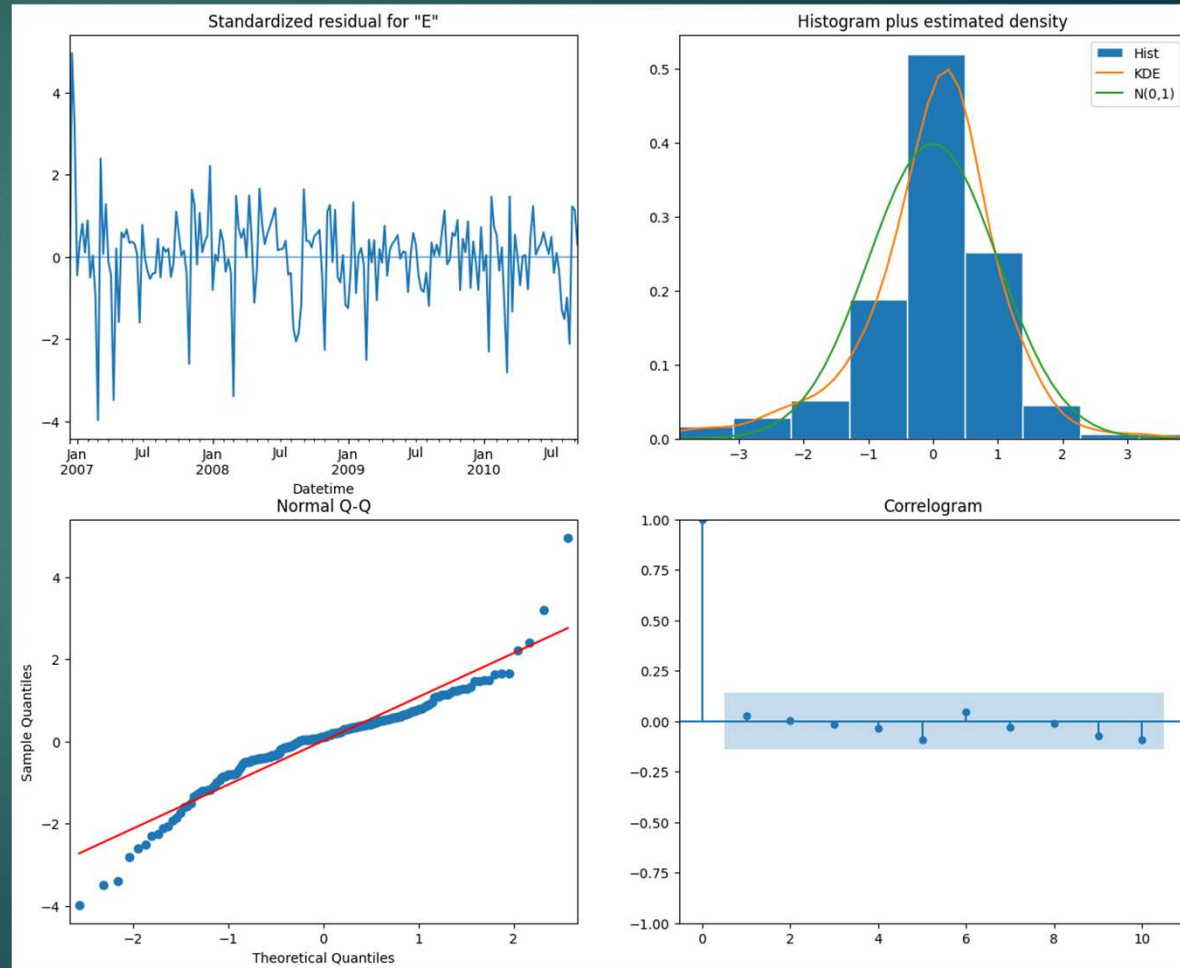 Standardized residual for "E"
4
2
0
−2
−4
Jan
2007
Jul
Jan
2008
Jul
Jan
2009
Jul
Jan
2010
Jul
Datetime
Histogram plus estimated density
Hist
KDE
N(0,1)
0.5
0.4
0.3
0.2
0.1
0.0
−3 −2 −1 0 1 2 3
Normal Q-Q
Sample Quantiles
4
2
0
−2
−4
−2 −1 0 1 2
Theoretical Quantiles
Correlogram
1.00
0.75
0.50
0.25
0.00
−0.25
−0.50
−0.75
−1.00
0 2 4 6 8 10